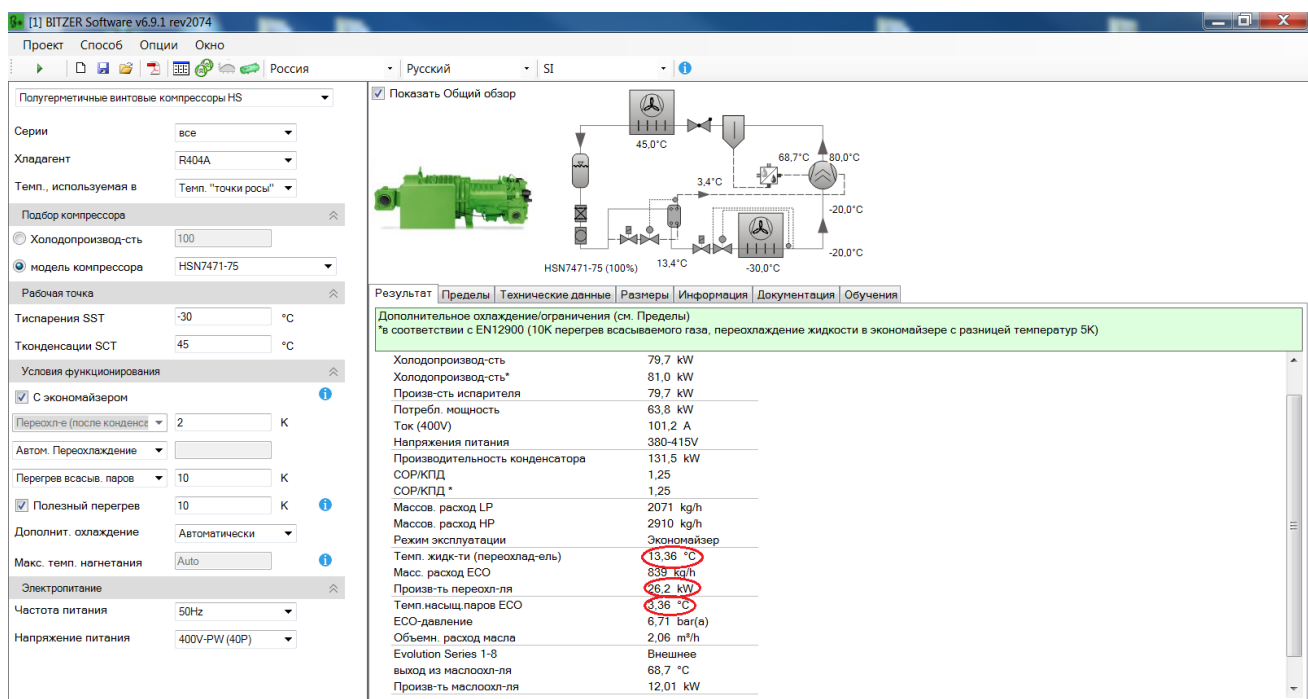 [1] BITZER Software v6.9.1 rev2074
Проект Способ Опции Окно
Россия Русский SI
Полугерметичные винтовые компрессоры HS
Серии все
Хладагент R404A
Темп., используемая в Темп. "точки росы"
Подбор компрессора
Холодопроизвод-сть 100
модель компрессора HSN7471-75
Рабочая точка
Тиспарения SST -30 °C
Тконденсации SCT 45 °C
Условия функционирования
С экономайзером
Переохл-е (после конденсе 2 K
Автом. Переохлаждение
Перегрев всасыв. паров 10 K
Полезный перегрев 10 K
Дополнит. охлаждение Автоматически
Макс. темп. нагнетания Auto
Электропитание
Частота питания 50Hz
Напряжение питания 400V-PW (40P)
Показать Общий обзор
45,0°C
68,7°C 80,0°C
3,4°C
-20,0°C
-20,0°C
HSN7471-75 (100%) 13,4°C -30,0°C
Результат Пределы Технические данные Размеры Информация Документация Обучения
Дополнительное охлаждение/ограничения (см. Пределы)
*в соответствии с EN12900 (10K перегрев всасываемого газа, переохлаждение жидкости в экономайзере с разницей температур 5K)
Холодопроизвод-сть 79,7 kW
Холодопроизвод-сть* 81,0 kW
Произв-сть испарителя 79,7 kW
Потребл. мощность 63,8 kW
Ток (400V) 101,2 A
Напряжения питания 380-415V
Производительность конденсатора 131,5 kW
COP/КПД 1,25
COP/КПД * 1,25
Массов. расход LP 2071 kg/h
Массов. расход HP 2910 kg/h
Режим эксплуатации Экономайзер
Темп. жидк-ти (переохлад-ель) 13,36 °C
Масс. расход ECO 839 kg/h
Произв-ть переохл-ля 26,2 kW
Темп.насыщ.паров ECO 3,36 °C
ECO-давление 6,71 bar(a)
Объемн. расход масла 2,06 m³/h
Evolution Series 1-8 Внешнее
выход из маслоохл-ля 68,7 °C
Произв-ть маслоохл-ля 12,01 kW